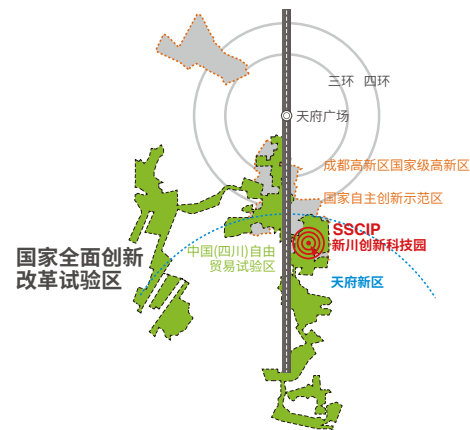 三环 四环
天府广场
成都高新区国家级高新区
国家自主创新示范区
SSCIP
新川创新科技园
国家全面创新
改革试验区
中国(四川)自由
贸易试验区
天府新区